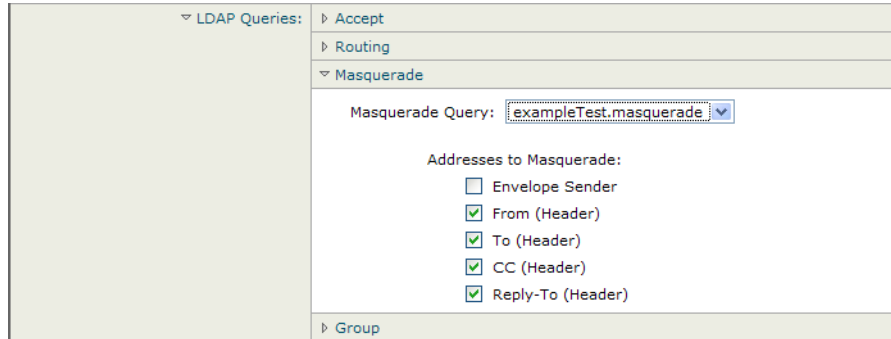 LDAP Queries:
Accept
Routing
Masquerade
Masquerade Query: exampleTest.masquerade
Addresses to Masquerade:
Envelope Sender
From (Header)
To (Header)
CC (Header)
Reply-To (Header)
Group